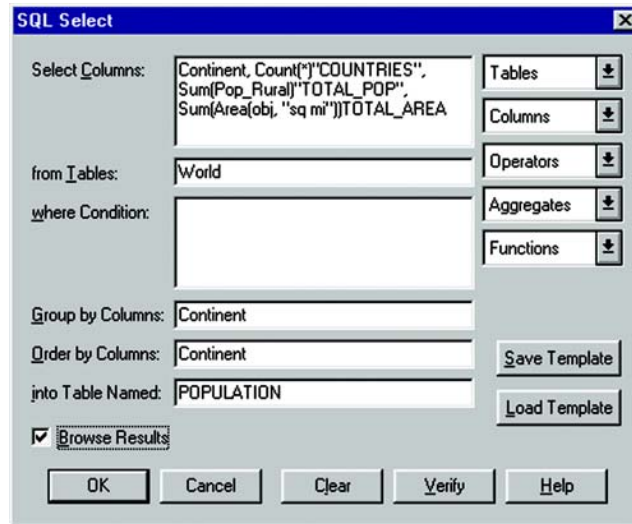 SQL Select
Select Columns:
Continent, Count(*)"COUNTRIES",
Sum(Pop_Rural)"TOTAL_POP",
Sum(Area(obj, "sq mi"))TOTAL_AREA
Tables
Columns
Operators
Aggregates
Functions
from Tables: World
where Condition:
Group by Columns: Continent
Order by Columns: Continent
into Table Named: POPULATION
Save Template
Load Template
Browse Results
OK Cancel Clear Verify Help